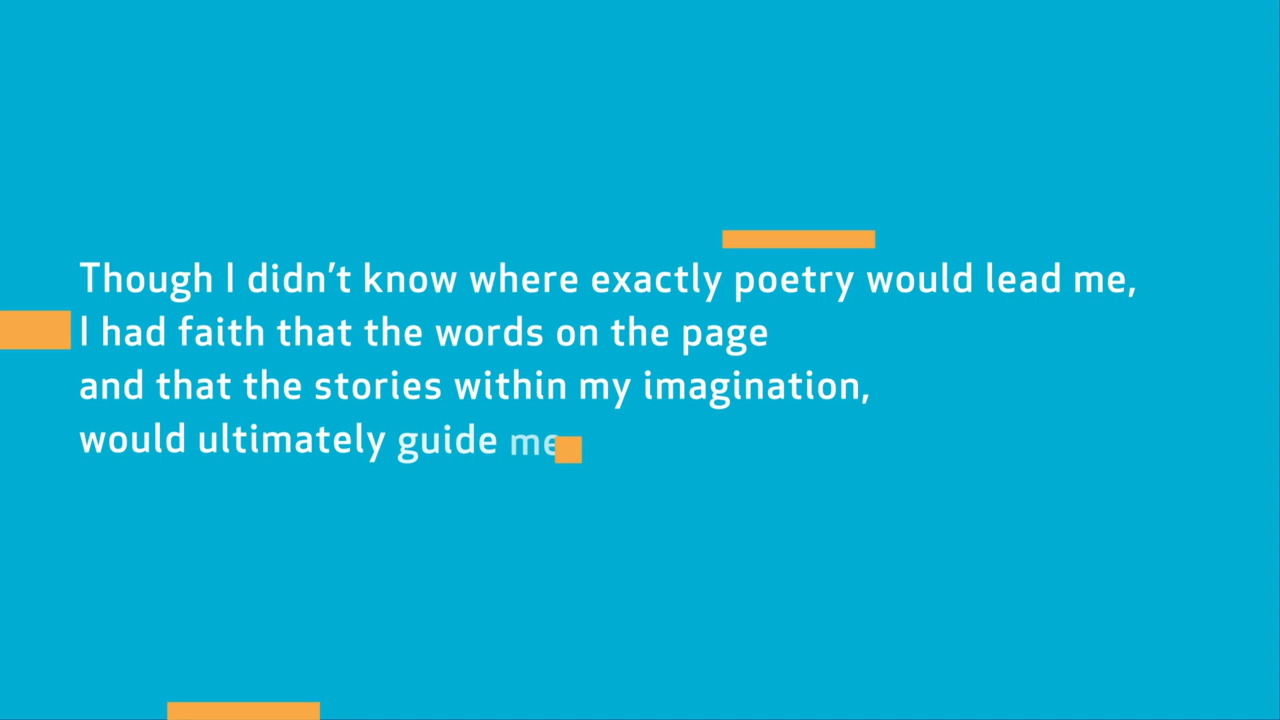 Though I didn’t know where exactly poetry would lead me,
I had faith that the words on the page
and that the stories within my imagination,
would ultimately guide me